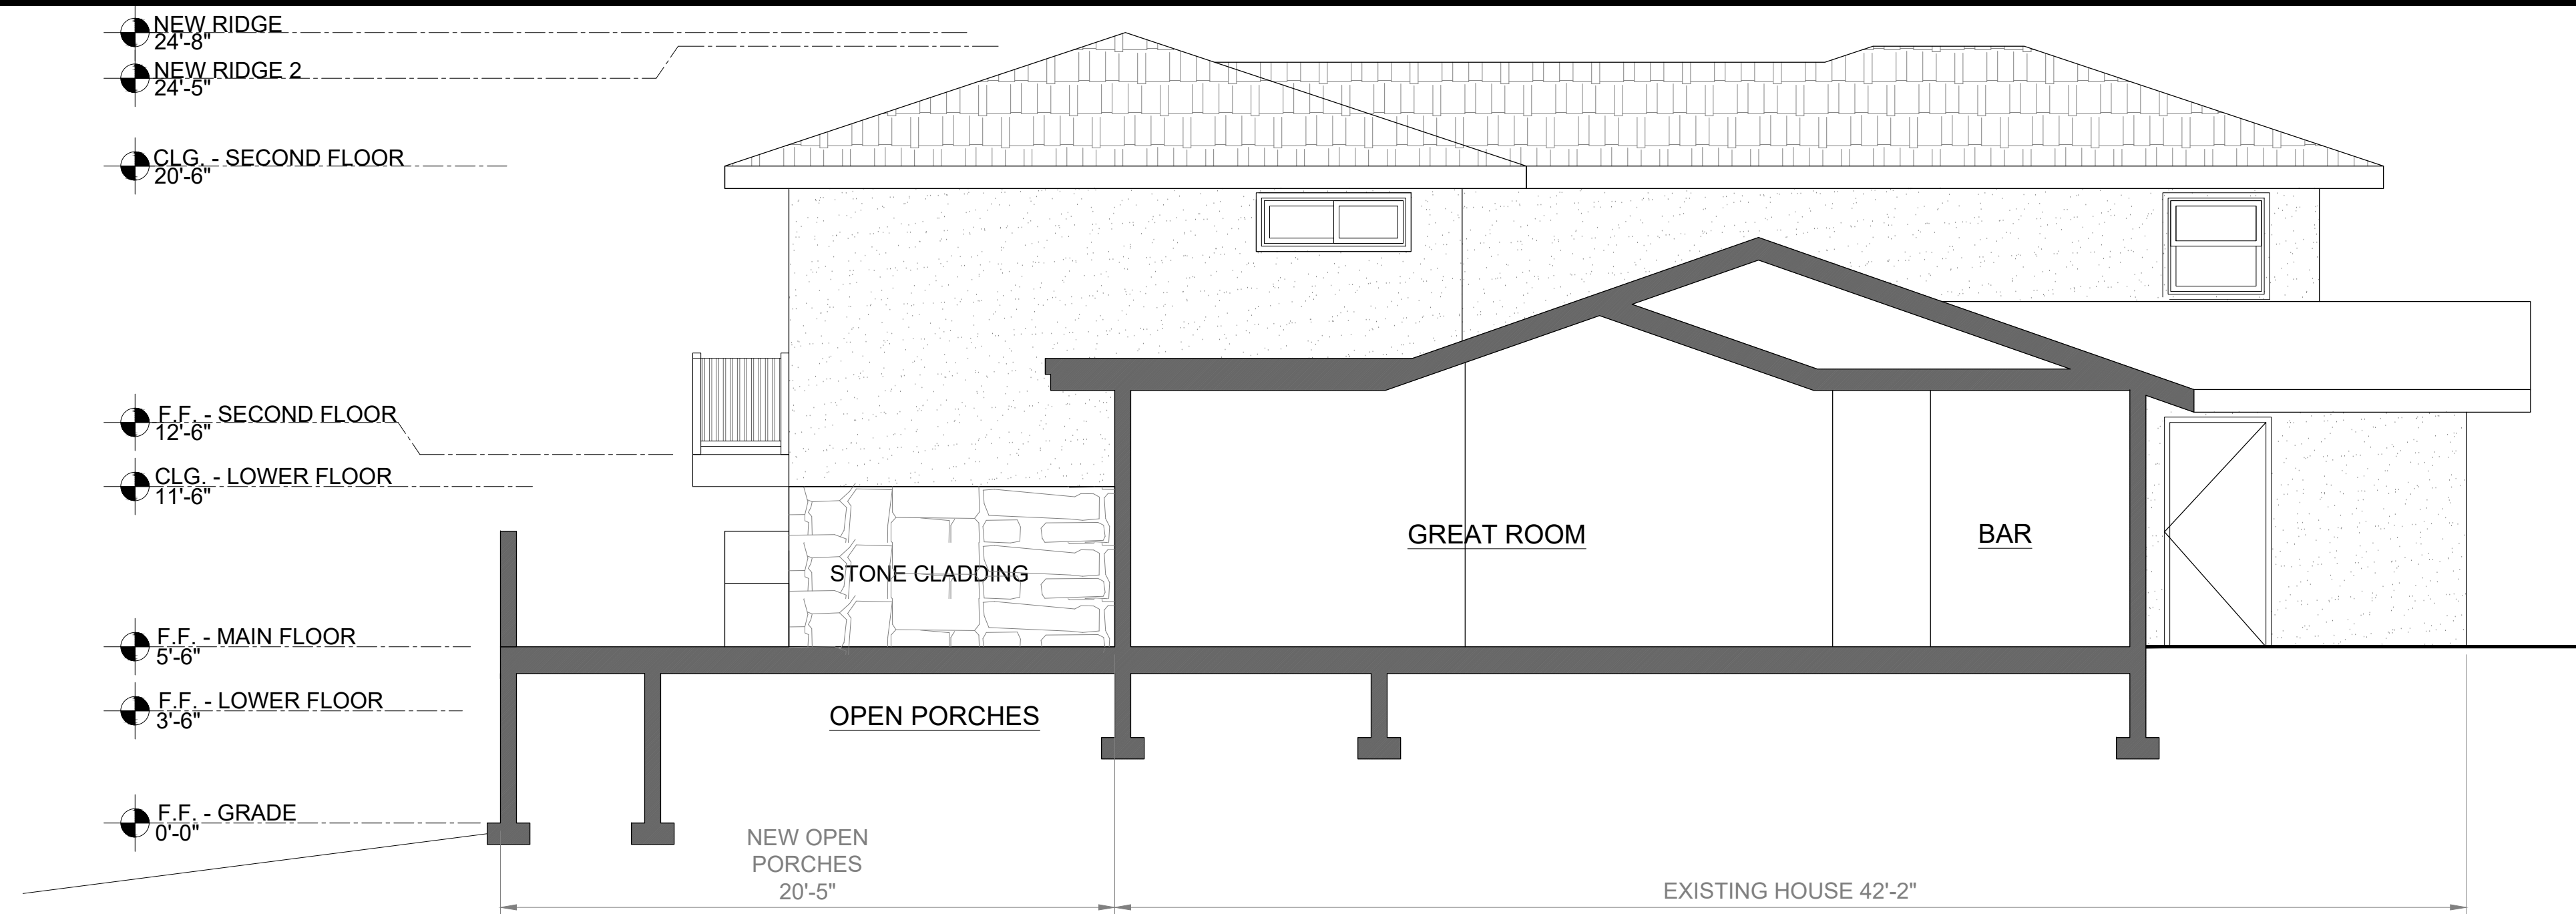 NEW RIDGE
24'-8"
NEW RIDGE 2
24'-5"
CLG. - SECOND FLOOR
20'-6"
F.F. - SECOND FLOOR
12'-6"
CLG. - LOWER FLOOR
11'-6"
GREAT ROOM
BAR
STONE CLADDING
F.F. - MAIN FLOOR
5'-6"
F.F. - LOWER FLOOR
3'-6"
OPEN PORCHES
F.F. - GRADE
0'-0"
NEW OPEN
PORCHES
20'-5"
EXISTING HOUSE 42'-2"